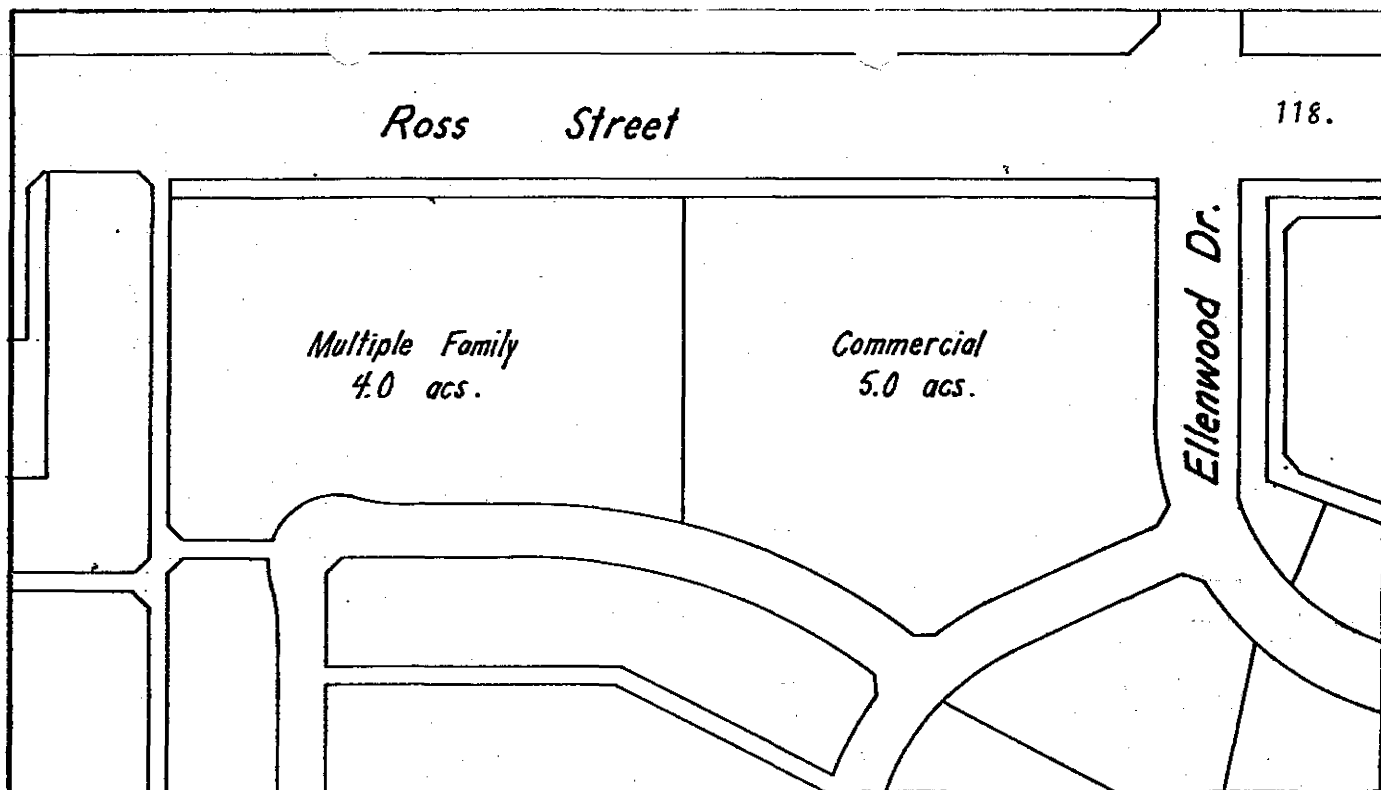 Ross Street
118.
Ellenwood Dr.
Multiple Family
4.0 acs.
Commercial
5.0 acs.